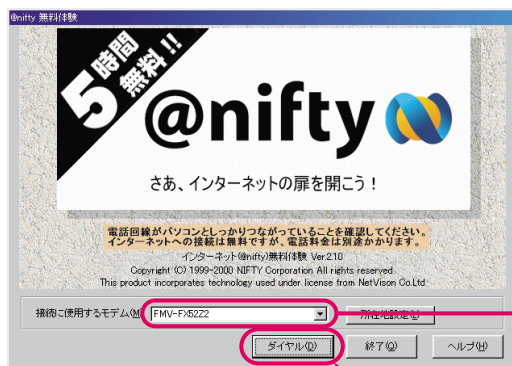 @nifty 無料体験
5時間
無料!!
@nifty
さあ、インターネットの扉を開こう!
電話回線がパソコンとしっかりつながっていることを確認してください。
インターネットへの接続は無料ですが、電話料金は別途かかります。
インターネット(@nifty)無料体験 Ver.2.10
Copyright (C) 1999-2000 NIFTY Corporation All rights reserved
This product incorporates technology used under license from NetVison Co.Ltd
接続に使用するモデム(M)
FMV-FX52Z2
所在地設定(L)
ダイヤル(D)
終了(Q)
ヘルプ(H)